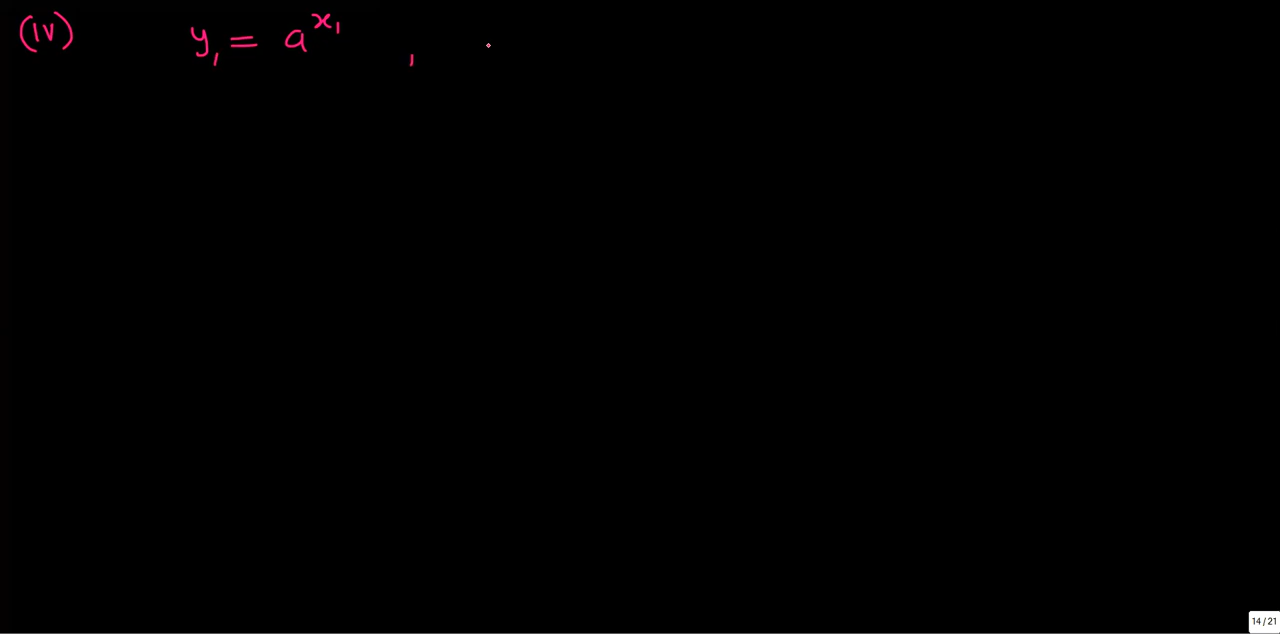 (iv) y₁ = a^x₁ ,
14 / 21